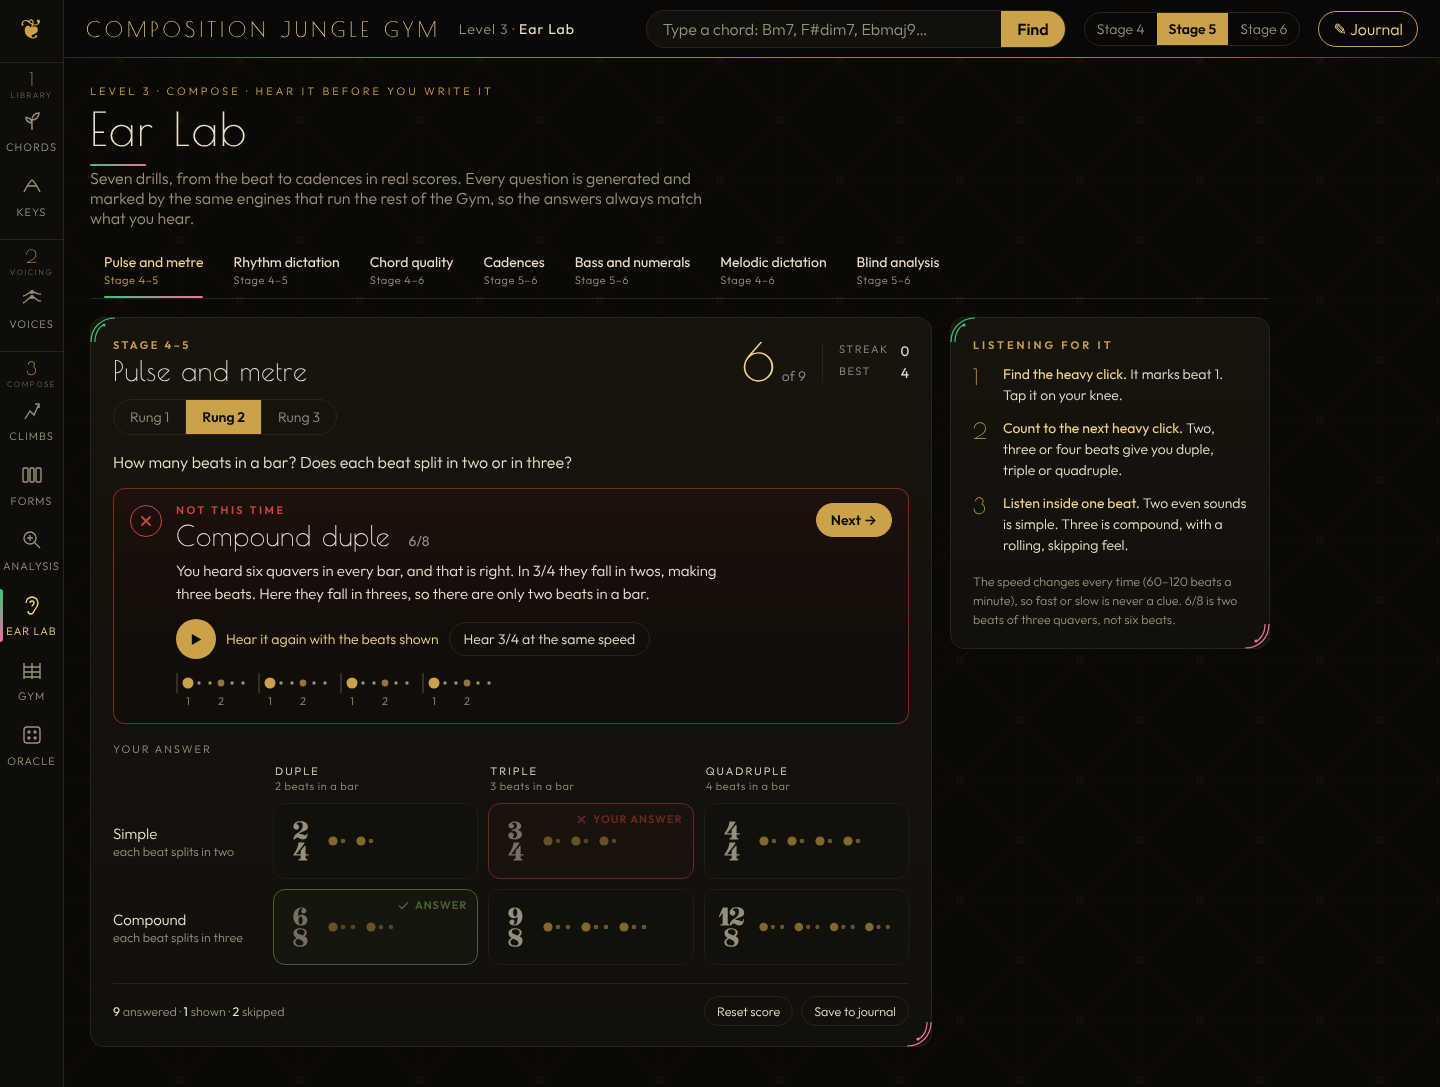 COMPOSITION JUNGLE GYM
Level 3 · Ear Lab
Type a chord: Bm7, F#dim7, Ebmaj9...
Find
Stage 4
Stage 5
Stage 6
✎ Journal
1
LIBRARY
CHORDS
KEYS
2
VOICING
VOICES
3
COMPOSE
CLIMBS
FORMS
ANALYSIS
EAR LAB
GYM
ORACLE
LEVEL 3 · COMPOSE · HEAR IT BEFORE YOU WRITE IT
Ear Lab
Seven drills, from the beat to cadences in real scores. Every question is generated and
marked by the same engines that run the rest of the Gym, so the answers always match
what you hear.
Pulse and metre
Stage 4–5
Rhythm dictation
Stage 4–5
Chord quality
Stage 4–6
Cadences
Stage 5–6
Bass and numerals
Stage 5–6
Melodic dictation
Stage 4–6
Blind analysis
Stage 5–6
STAGE 4–5
Pulse and metre
6 of 9
STREAK 0
BEST 4
Rung 1
Rung 2
Rung 3
How many beats in a bar? Does each beat split in two or in three?
NOT THIS TIME
Compound duple 6/8
Next →
You heard six quavers in every bar, and that is right. In 3/4 they fall in twos, making
three beats. Here they fall in threes, so there are only two beats in a bar.
Hear it again with the beats shown
Hear 3/4 at the same speed
1 2 1 2 1 2 1 2
YOUR ANSWER
DUPLE
2 beats in a bar
TRIPLE
3 beats in a bar
QUADRUPLE
4 beats in a bar
Simple
each beat splits in two
2
4
YOUR ANSWER
3
4
4
4
Compound
each beat splits in three
ANSWER
6
8
9
8
12
8
9 answered · 1 shown · 2 skipped
Reset score
Save to journal
LISTENING FOR IT
1 Find the heavy click. It marks beat 1.
Tap it on your knee.
2 Count to the next heavy click. Two,
three or four beats give you duple,
triple or quadruple.
3 Listen inside one beat. Two even sounds
is simple. Three is compound, with a
rolling, skipping feel.
The speed changes every time (60–120 beats a
minute), so fast or slow is never a clue. 6/8 is two
beats of three quavers, not six beats.